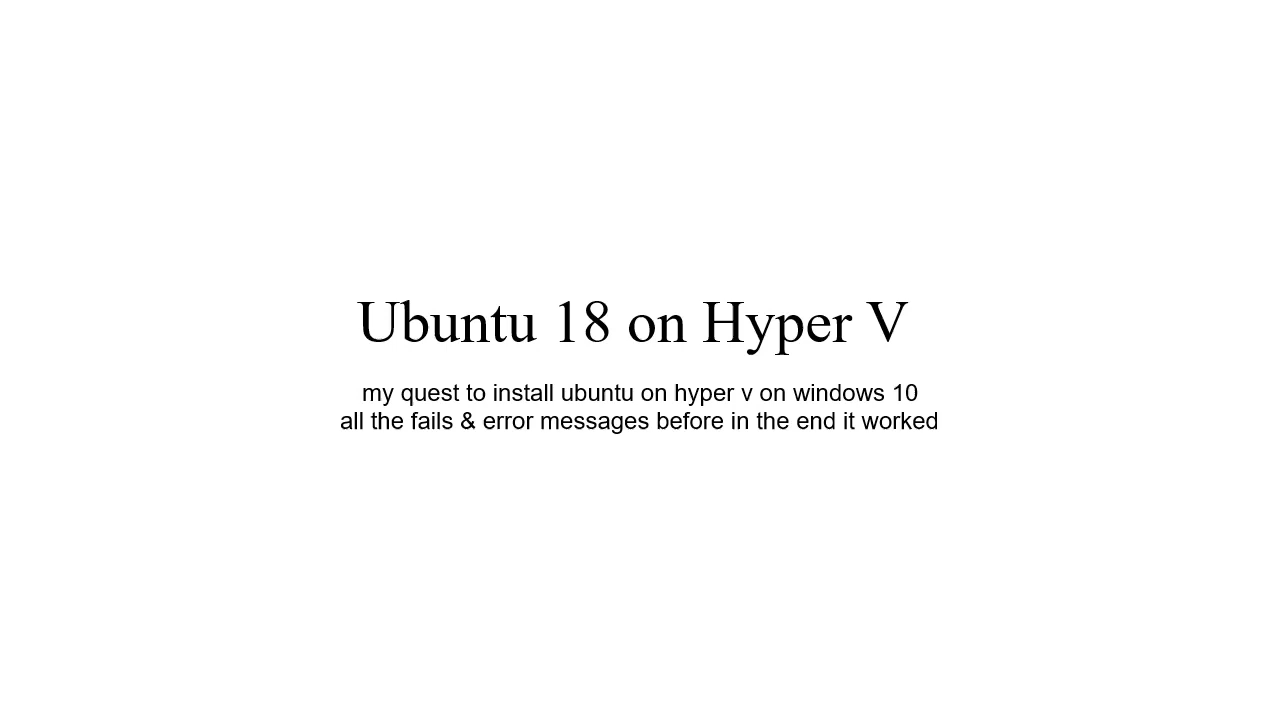 Ubuntu 18 on Hyper V
my quest to install ubuntu on hyper v on windows 10
all the fails & error messages before in the end it worked